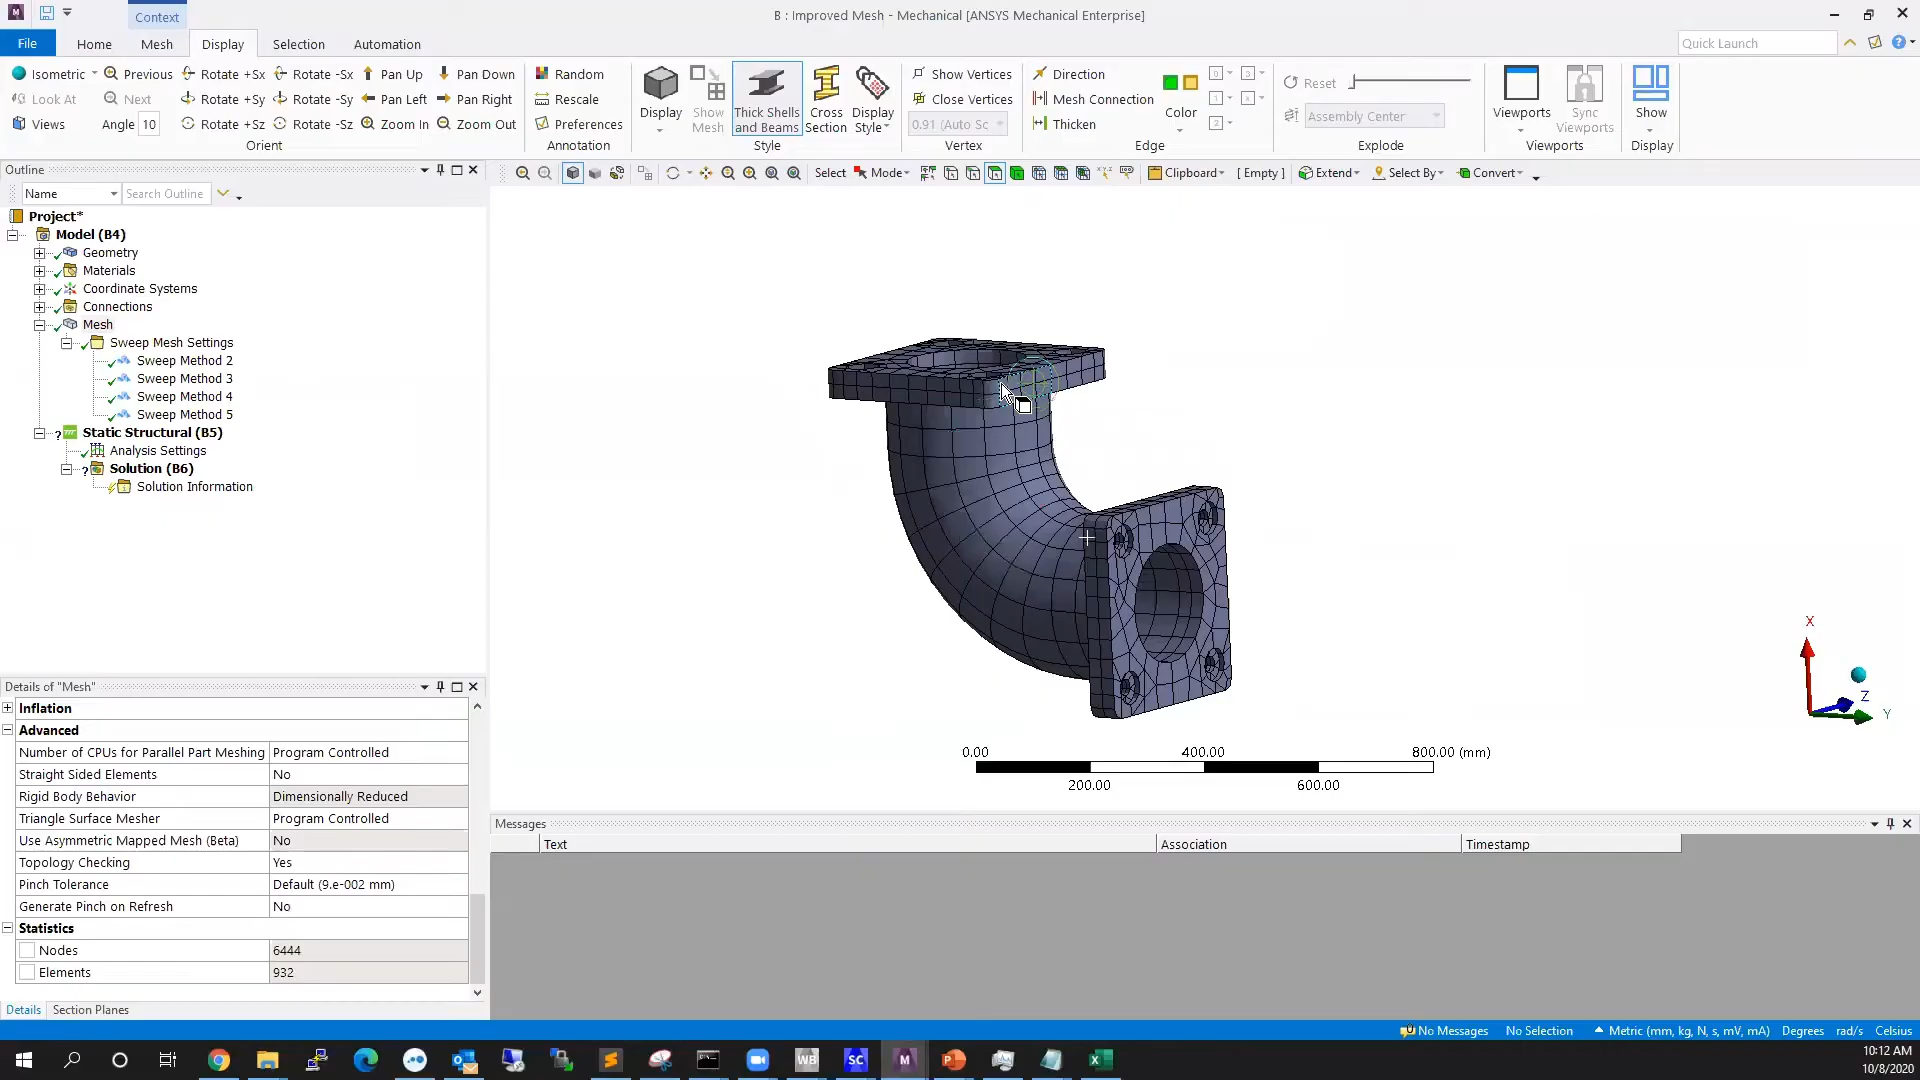 Context
B : Improved Mesh - Mechanical [ANSYS Mechanical Enterprise]
File Home Mesh Display Selection Automation
Quick Launch
Isometric Previous Rotate +Sx Rotate -Sx Pan Up Pan Down Random
Look At Next Rotate +Sy Rotate -Sy Pan Left Pan Right Rescale
Views Angle 10 Rotate +Sz Rotate -Sz Zoom In Zoom Out Preferences
Orient Annotation
Display
Show
Mesh
Thick Shells
and Beams
Cross
Section
Display
Style
Style
Show Vertices
Close Vertices
0.91 (Auto Sc
Vertex
Direction
Mesh Connection
Thicken
Color
Edge
Reset
Assembly Center
Explode
Viewports
Sync
Viewports
Viewports
Show
Display
Outline
Name Search Outline
Select Mode Clipboard [ Empty ] Extend Select By Convert
Project*
Model (B4)
Geometry
Materials
Coordinate Systems
Connections
Mesh
Sweep Mesh Settings
Sweep Method 2
Sweep Method 3
Sweep Method 4
Sweep Method 5
Static Structural (B5)
Analysis Settings
Solution (B6)
Solution Information
X
Z
Y
0.00 400.00 800.00 (mm)
200.00 600.00
Details of "Mesh"
Inflation
Advanced
Number of CPUs for Parallel Part Meshing Program Controlled
Straight Sided Elements No
Rigid Body Behavior Dimensionally Reduced
Triangle Surface Mesher Program Controlled
Use Asymmetric Mapped Mesh (Beta) No
Topology Checking Yes
Pinch Tolerance Default (9.e-002 mm)
Generate Pinch on Refresh No
Statistics
Nodes 6444
Elements 932
Details Section Planes
Messages
Text Association Timestamp
No Messages No Selection Metric (mm, kg, N, s, mV, mA) Degrees rad/s Celsius
WB SC M
10:12 AM
10/8/2020